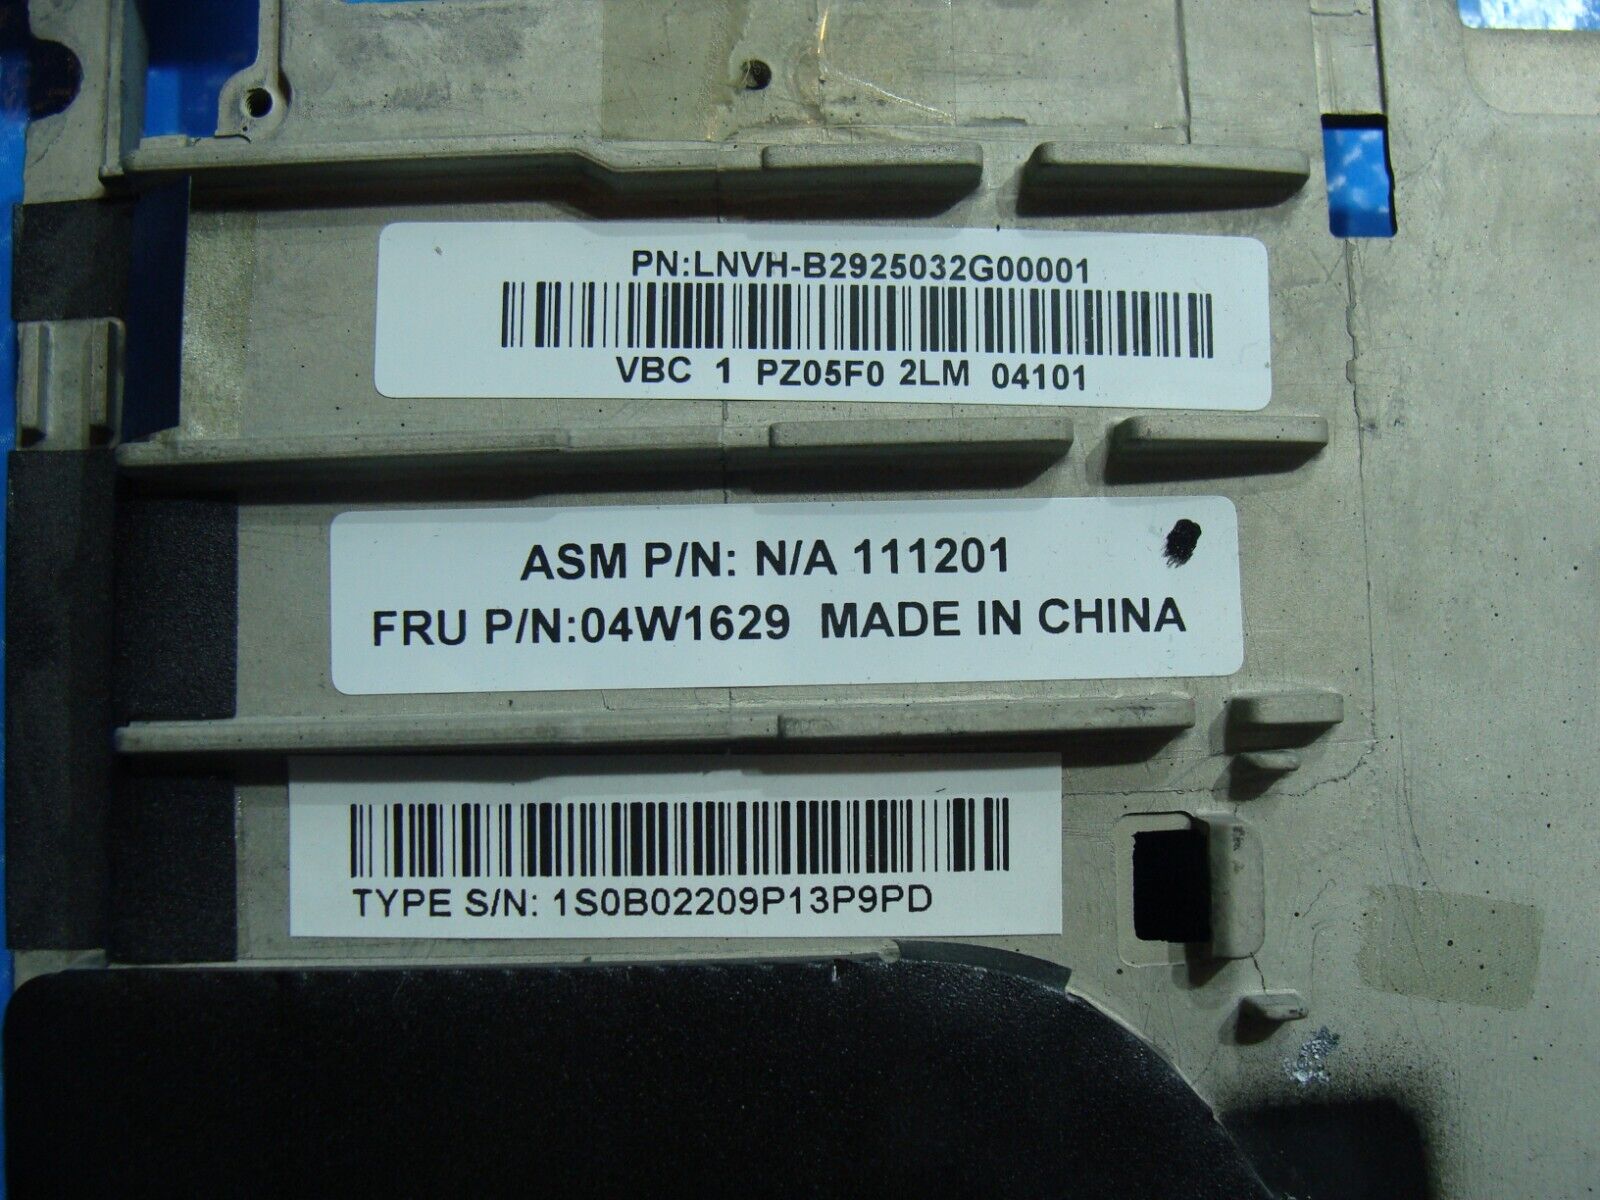 PN:LNVH-B2925032G00001
VBC 1 PZ05F0 2LM 04101
ASM P/N: N/A 111201
FRU P/N:04W1629 MADE IN CHINA
TYPE S/N: 1S0B02209P13P9PD